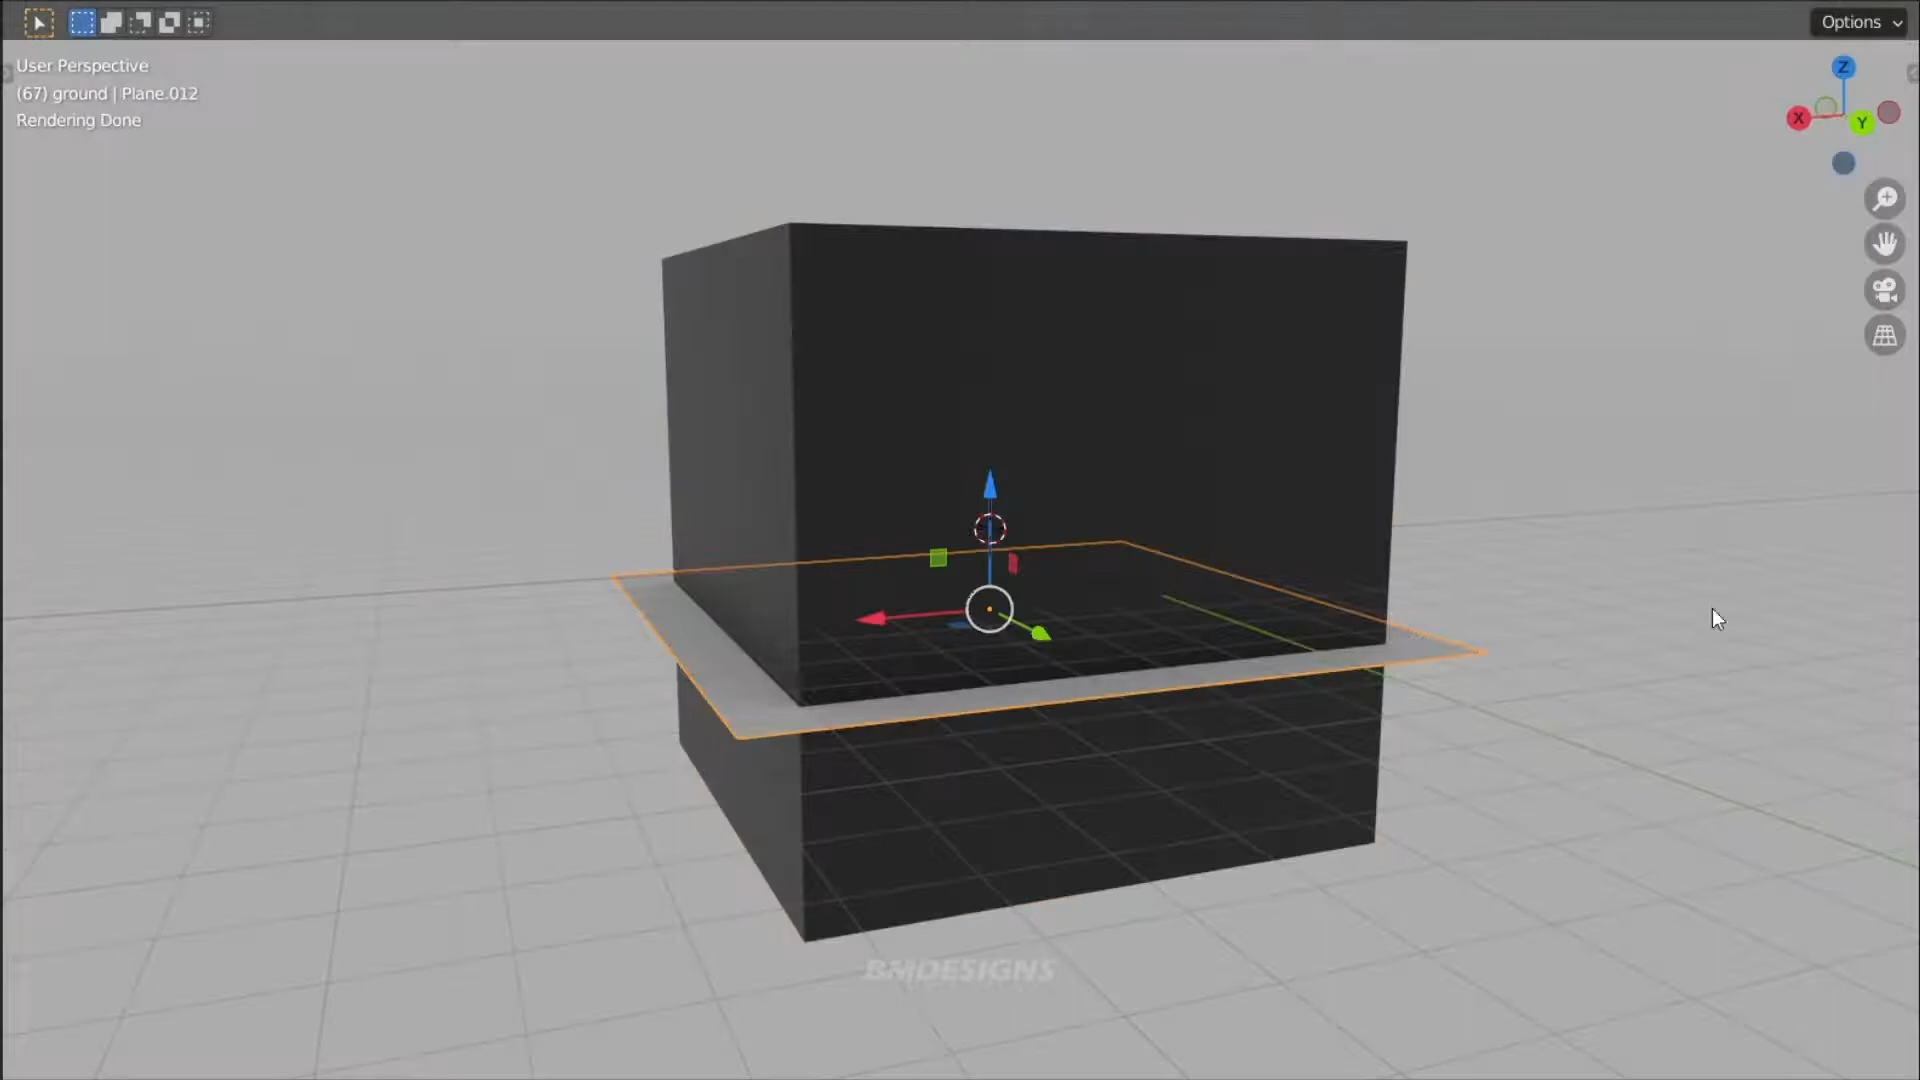 Options
User Perspective
(67) ground | Plane.012
Rendering Done
Z
X
Y
BMDESIGNS